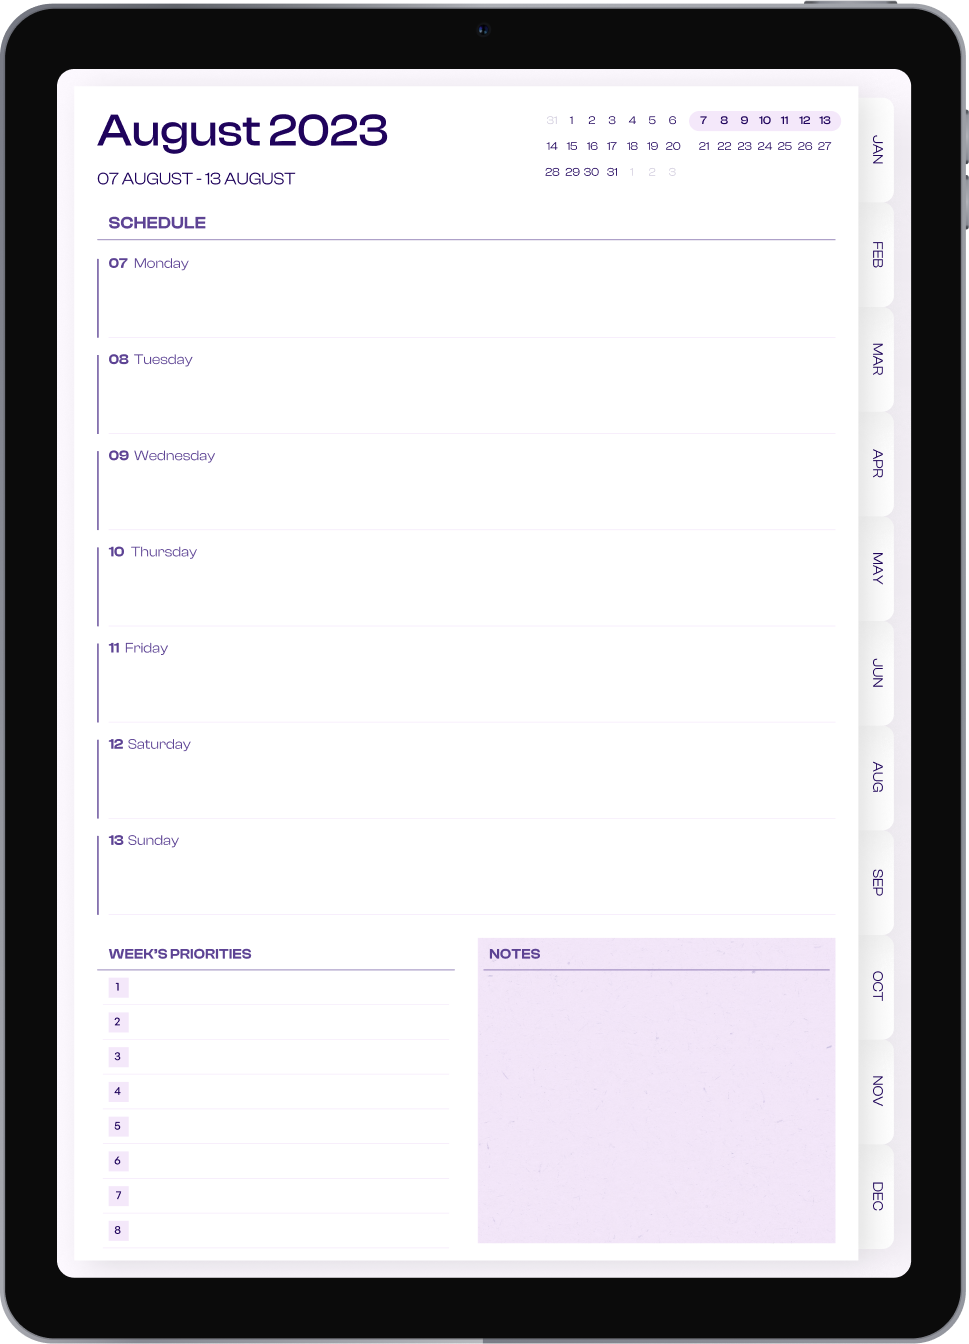 August 2023
07 AUGUST - 13 AUGUST
31 1 2 3 4 5 6 7 8 9 10 11 12 13
14 15 16 17 18 19 20 21 22 23 24 25 26 27
28 29 30 31 1 2 3
SCHEDULE
07 Monday
08 Tuesday
09 Wednesday
10 Thursday
11 Friday
12 Saturday
13 Sunday
WEEK'S PRIORITIES
1
2
3
4
5
6
7
8
NOTES
JAN
FEB
MAR
APR
MAY
JUN
AUG
SEP
OCT
NOV
DEC